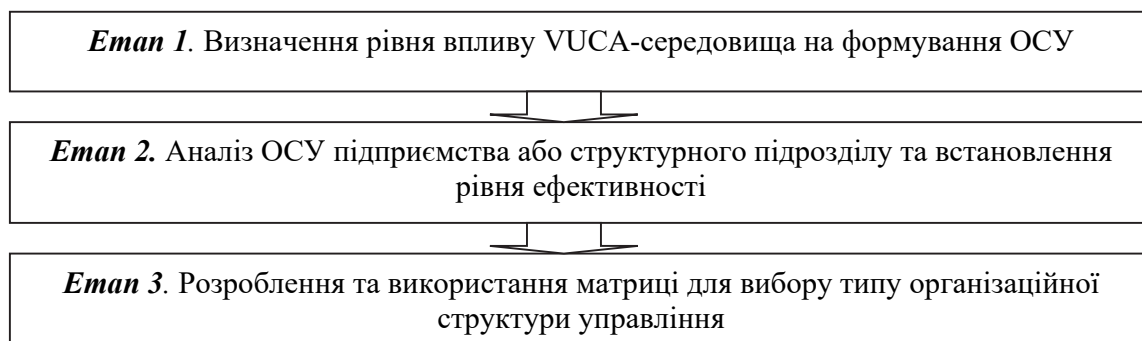 Етап 1. Визначення рівня впливу VUCA-середовища на формування ОСУ
Етап 2. Аналіз ОСУ підприємства або структурного підрозділу та встановлення
рівня ефективності
Етап 3. Розроблення та використання матриці для вибору типу організаційної
структури управління